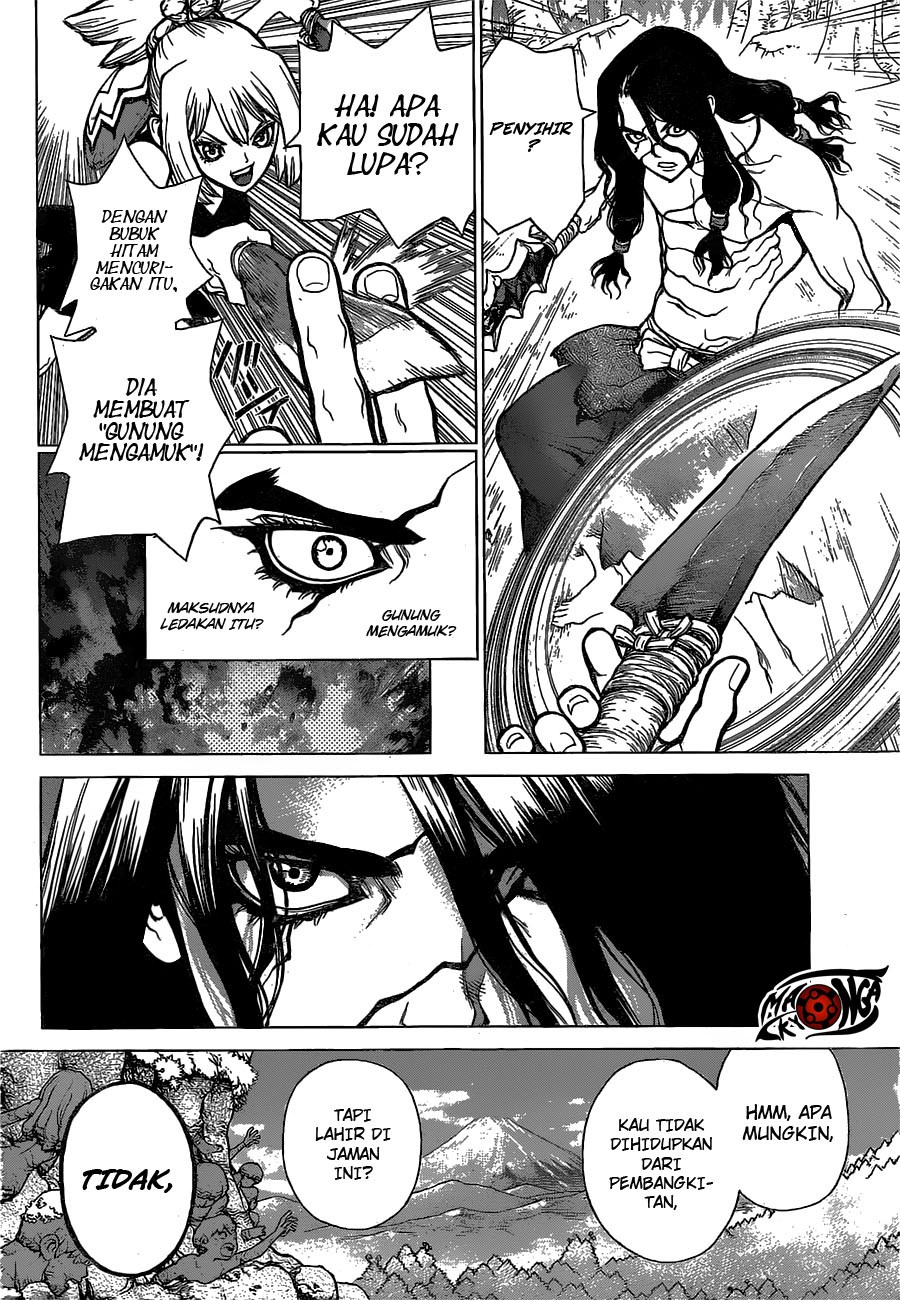 PENYIHIR
?
HA! APA
KAU SUDAH
LUPA?
DENGAN
BUBUK
HITAM
MENCURI-
GAKAN ITU,
DIA
MEMBUAT
"GUNUNG
MENGAMUK"!
GUNUNG
MENGAMUK?
MAKSUDNYA
LEDAKAN ITU?
HMM, APA
MUNGKIN,
KAU TIDAK
DIHIDUPKAN
DARI
PEMBANGKI-
TAN,
TAPI
LAHIR DI
JAMAN
INI?
TIDAK,